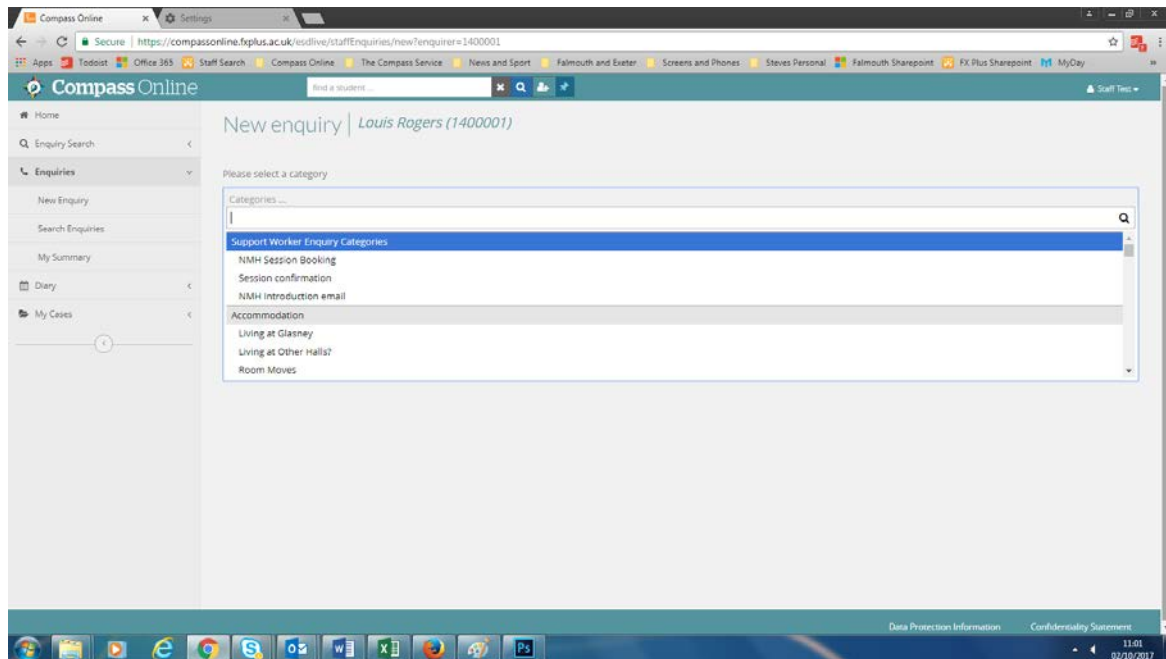 Compass Online
Settings
Secure | https://compassonline.fxplus.ac.uk/esdlive/staffEnquiries/new?enquirer=1400001
Apps Todoist Office 365 Staff Search Compass Online The Compass Service News and Sport Falmouth and Exeter Screens and Phones Steves Personal Falmouth Sharepoint FX Plus Sharepoint MyDay
Compass Online
find a student ...
Staff Test
Home
Enquiry Search
Enquiries
New Enquiry
Search Enquiries
My Summary
Diary
My Cases
New enquiry | Louis Rogers (1400001)
Please select a category
Categories ...
Support Worker Enquiry Categories
NMH Session Booking
Session confirmation
NMH introduction email
Accommodation
Living at Glasney
Living at Other Halls?
Room Moves
Data Protection Information Confidentiality Statement
Ps
11:01
02/10/2017